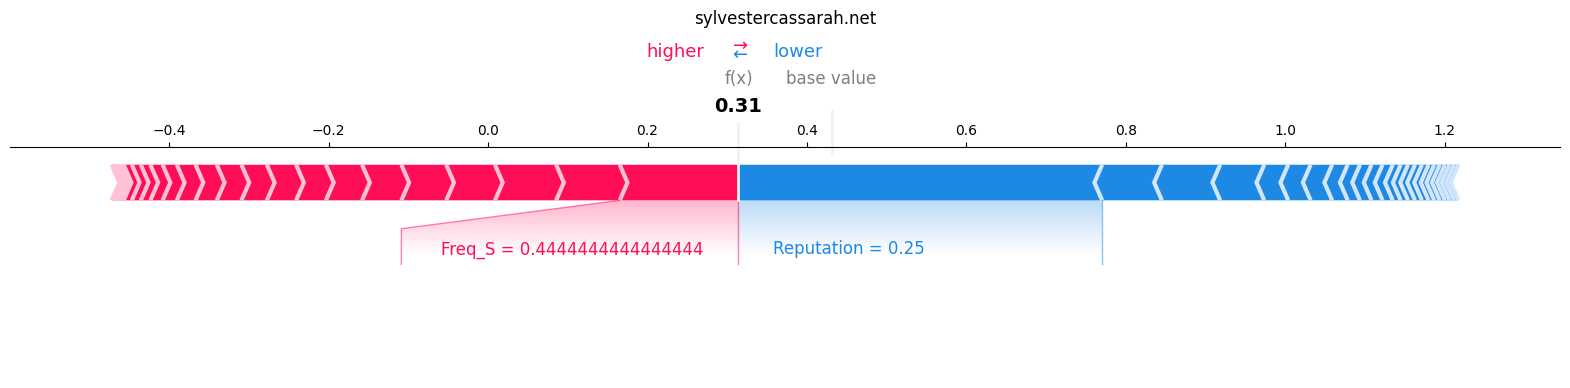 sylvestercassarah.net
higher ⇄ lower
f(x) base value
0.31
−0.4 −0.2 0.0 0.2 0.4 0.6 0.8 1.0 1.2
Freq_S = 0.4444444444444444 Reputation = 0.25